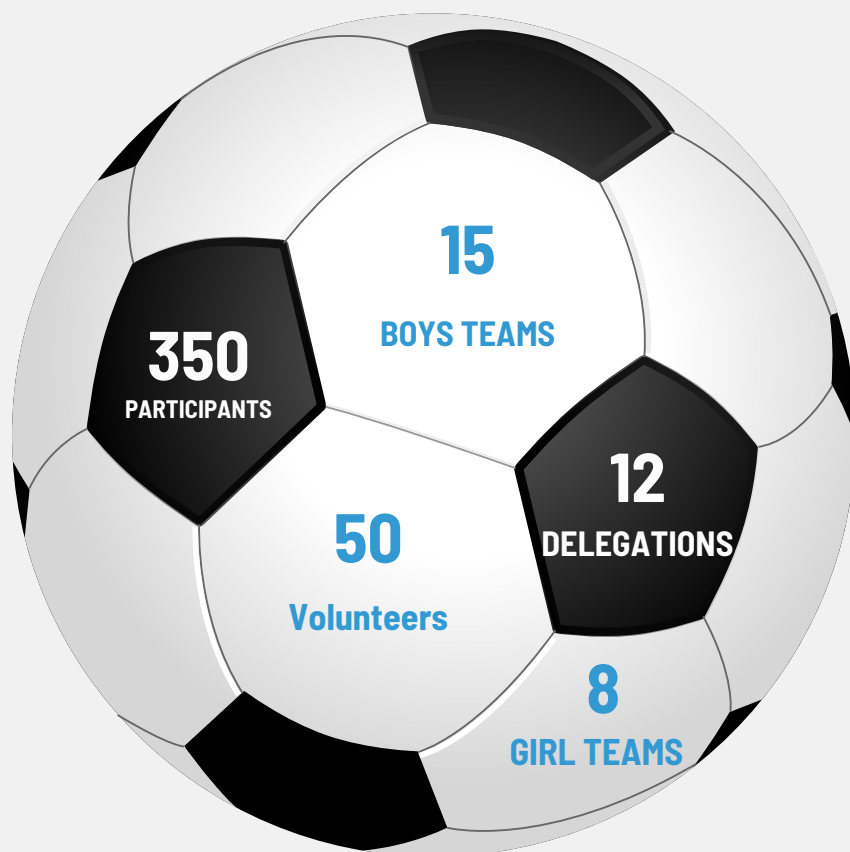 15
BOYS TEAMS
350
PARTICIPANTS
12
DELEGATIONS
50
Volunteers
8
GIRL TEAMS